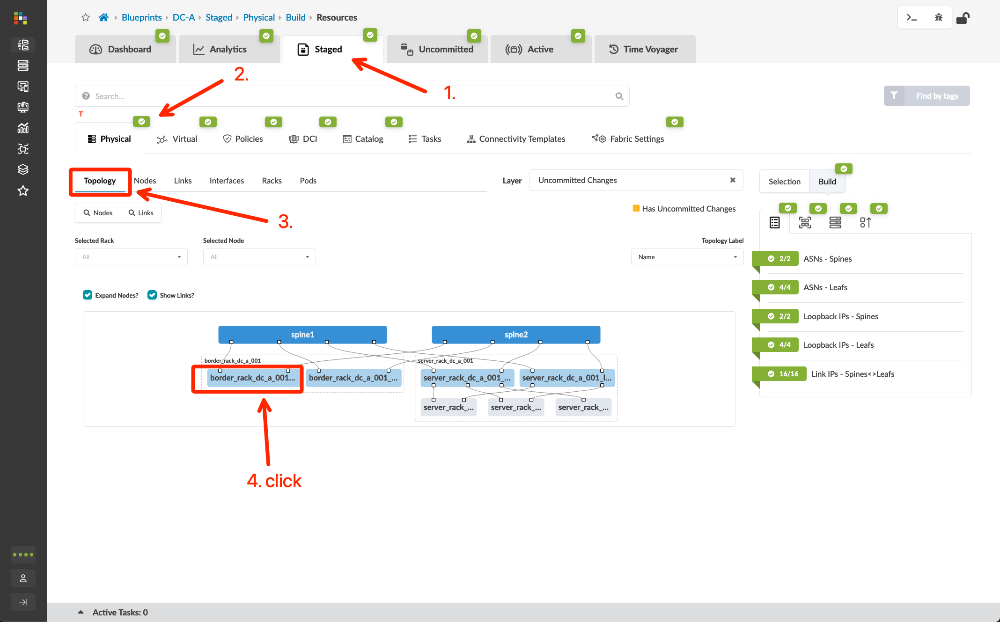 Blueprints DC-A Staged Physical Build Resources
Dashboard Analytics Staged Uncommitted Active Time Voyager
2.
1.
Search...
Find by tags
T
Physical Virtual Policies DCI Catalog Tasks Connectivity Templates Fabric Settings
Topology Nodes Links Interfaces Racks Pods
Layer Uncommitted Changes
Selection Build
Nodes Links
Has Uncommitted Changes
3.
Selected Rack Selected Node Topology Label
All All Name
2/2 ASNs - Spines
4/4 ASNs - Leafs
2/2 Loopback IPs - Spines
4/4 Loopback IPs - Leafs
16/16 Link IPs - Spines<>Leafs
Expand Nodes? Show Links?
spine1 spine2
border_rack_dc_a_001 server_rack_dc_a_001
border_rack_dc_a_001... border_rack_dc_a_001_... server_rack_dc_a_001_... server_rack_dc_a_001_l...
server_rack_... server_rack_... server_rack_...
4. click
Active Tasks: 0